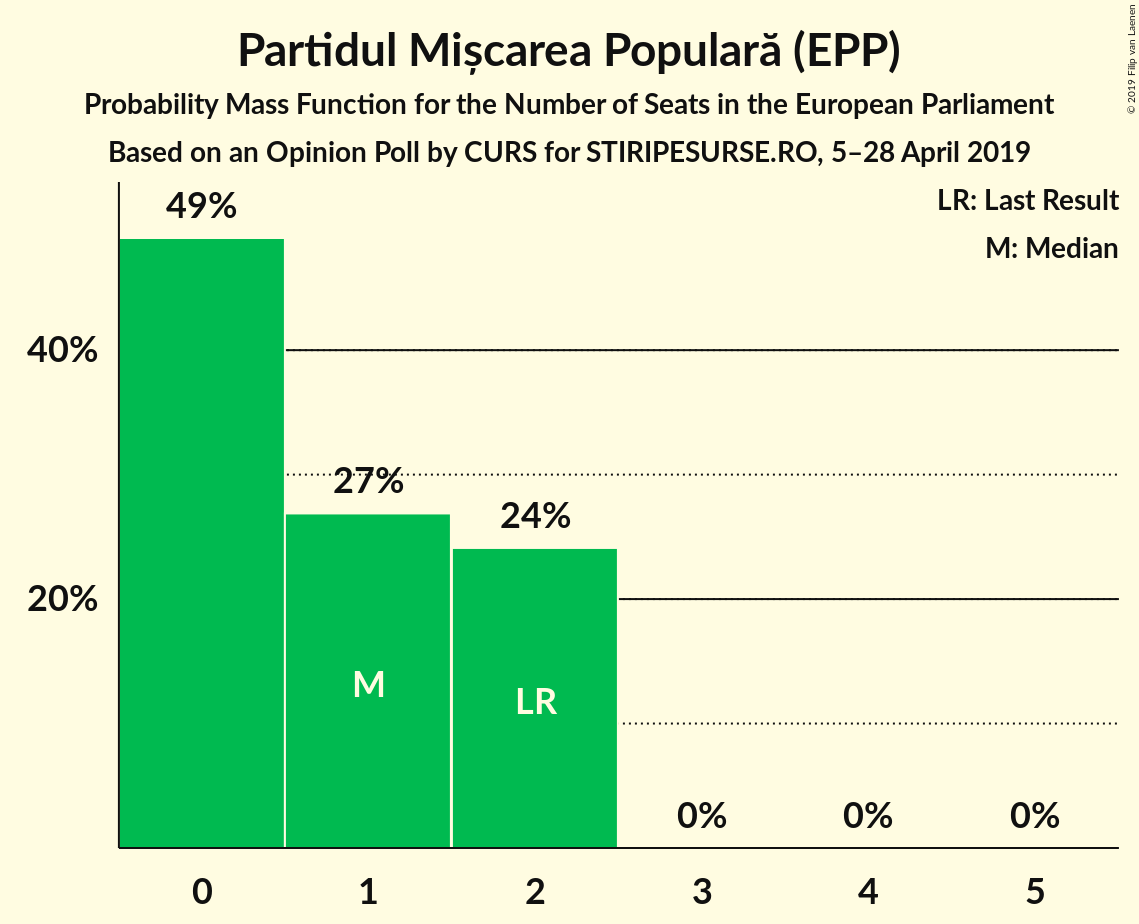 Partidul Mișcarea Populară (EPP)
Probability Mass Function for the Number of Seats in the European Parliament
Based on an Opinion Poll by CURS for STIRIPESURSE.RO, 5–28 April 2019
© 2019 Filip van Laenen
LR: Last Result
M: Median
49%
40%
27%
24%
20%
M
LR
0% 0% 0%
0 1 2 3 4 5